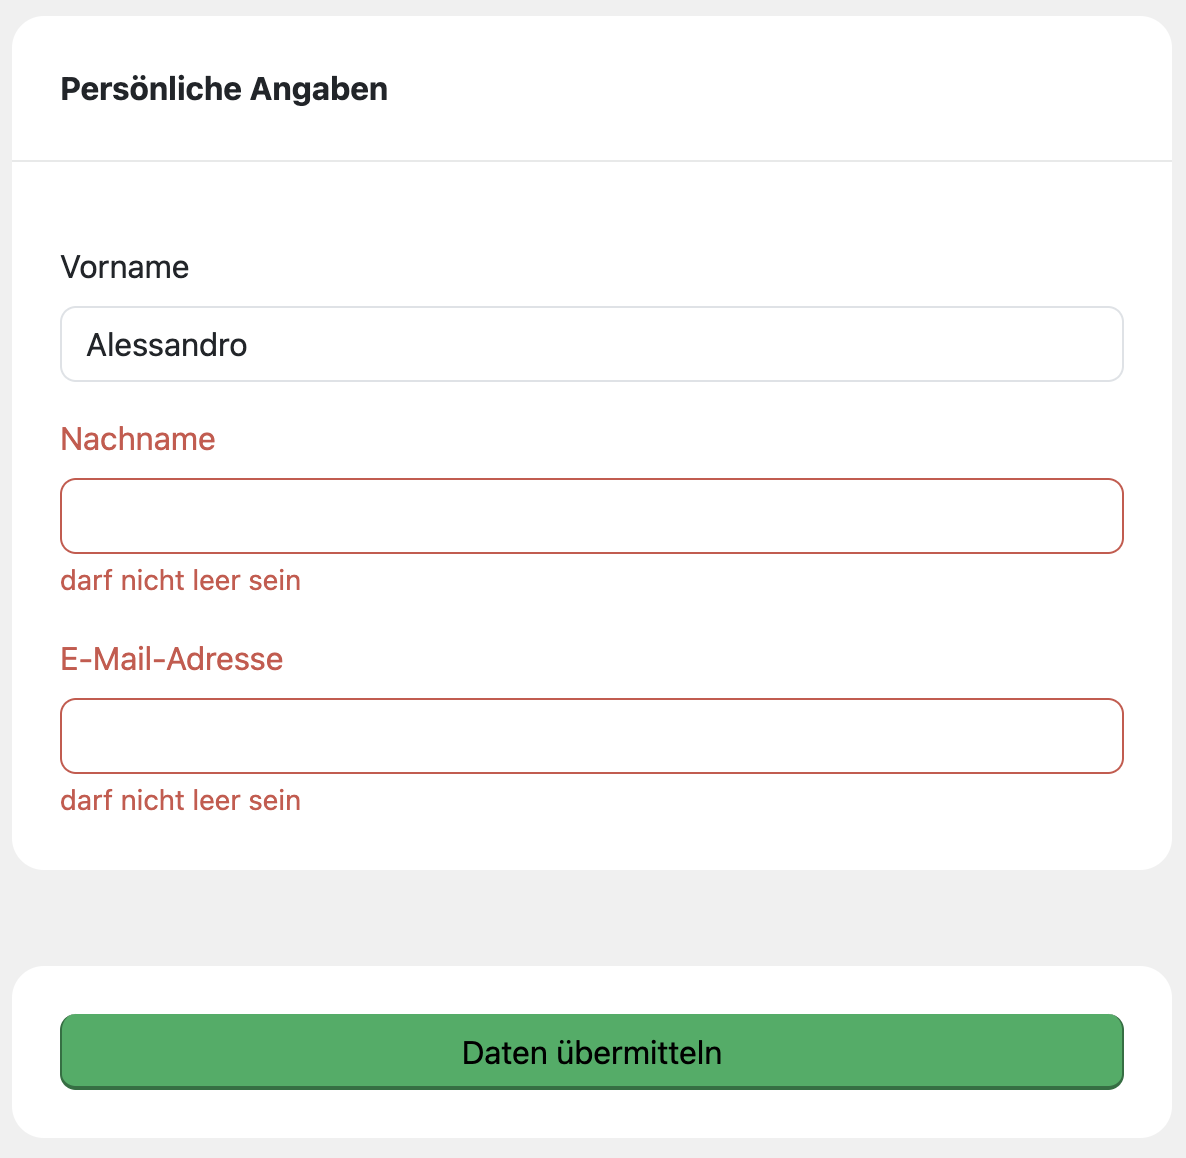 Persönliche Angaben
Vorname
Alessandro
Nachname
darf nicht leer sein
E-Mail-Adresse
darf nicht leer sein
Daten übermitteln